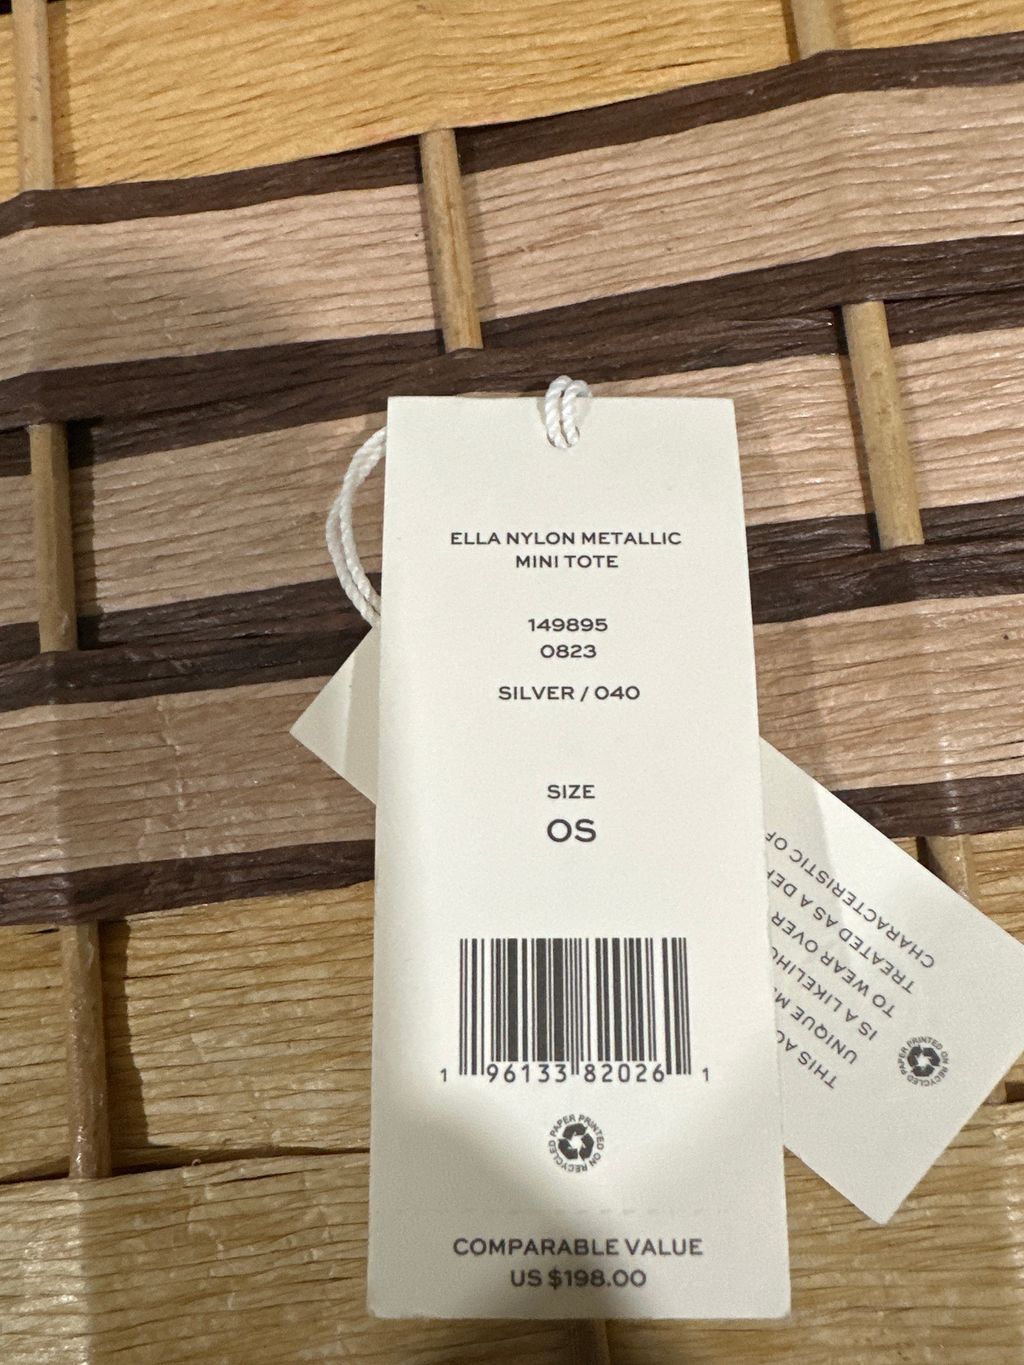 ELLA NYLON METALLIC
MINI TOTE
149895
0823
SILVER / 040
SIZE
OS
1 96133 82026 1
PAPER PRINTED ON RECYCLED
COMPARABLE VALUE
US $198.00
THIS
UNIQUE
IS A
TO WEAR OVER
TREATED AS A
CHARACTERISTIC OF
PAPER PRINTED ON RECYCLED